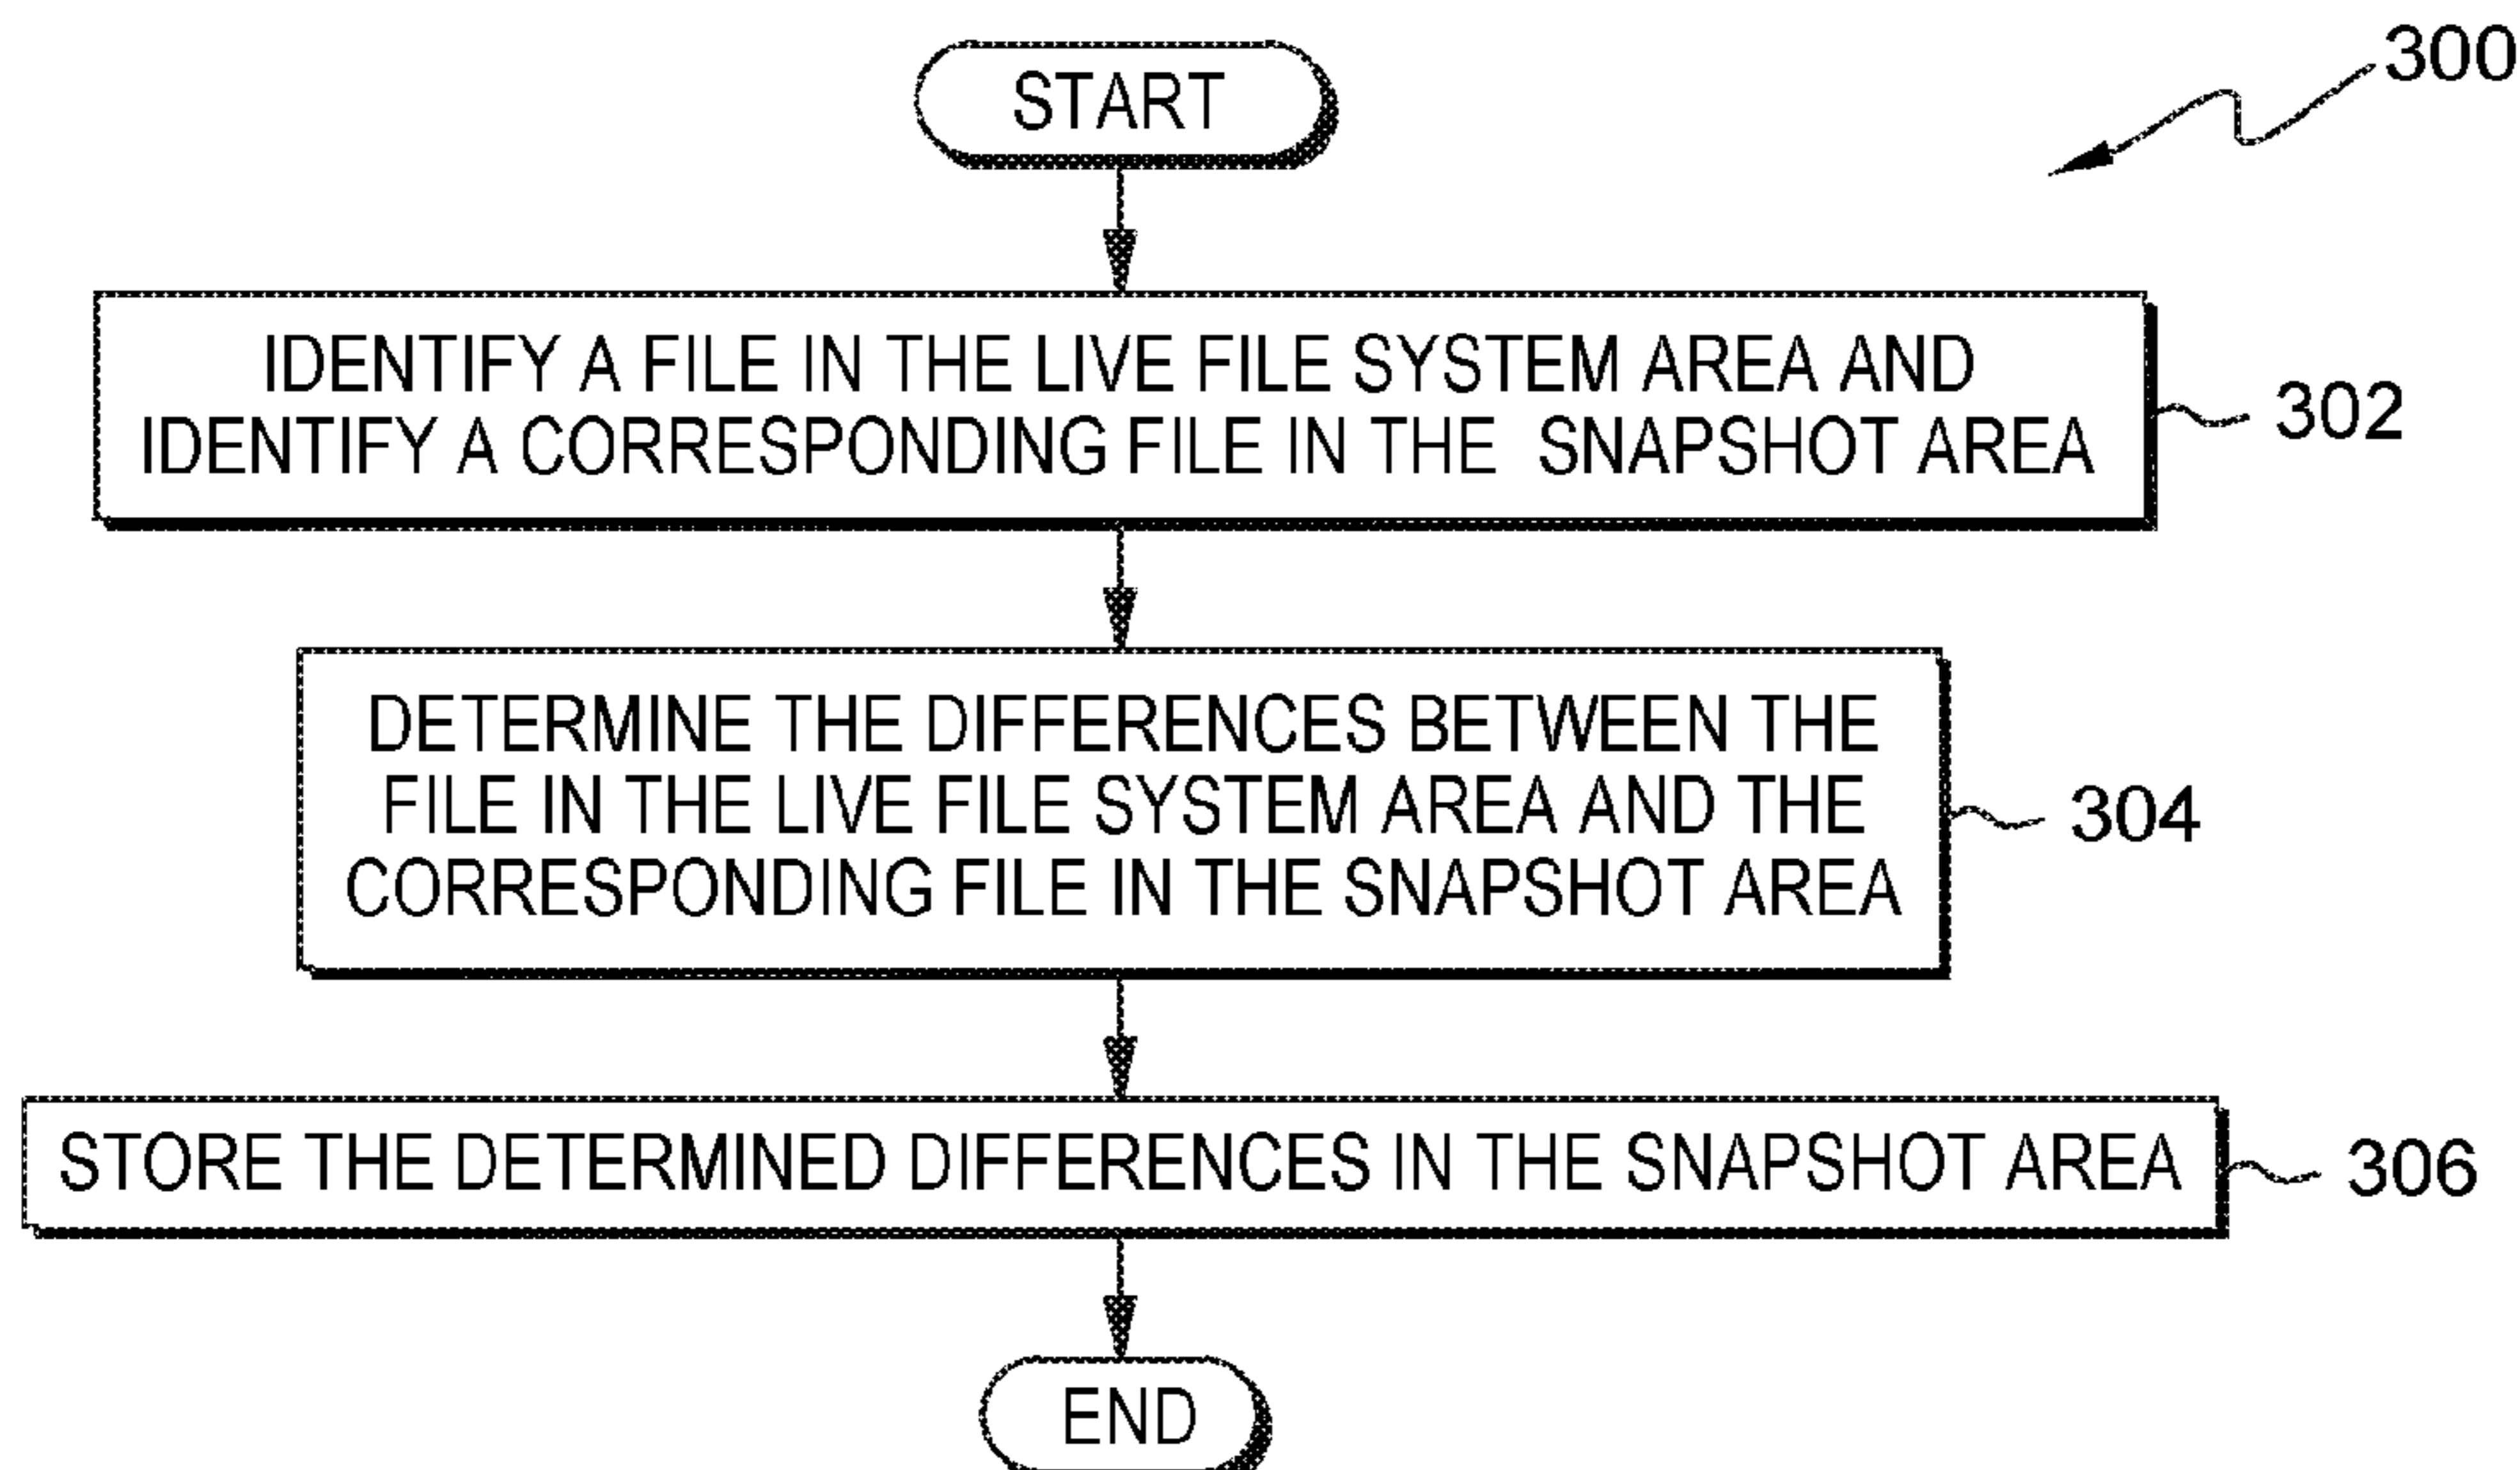 START
300
IDENTIFY A FILE IN THE LIVE FILE SYSTEM AREA AND
IDENTIFY A CORRESPONDING FILE IN THE SNAPSHOT AREA
302
DETERMINE THE DIFFERENCES BETWEEN THE
FILE IN THE LIVE FILE SYSTEM AREA AND THE
CORRESPONDING FILE IN THE SNAPSHOT AREA
304
STORE THE DETERMINED DIFFERENCES IN THE SNAPSHOT AREA
306
END